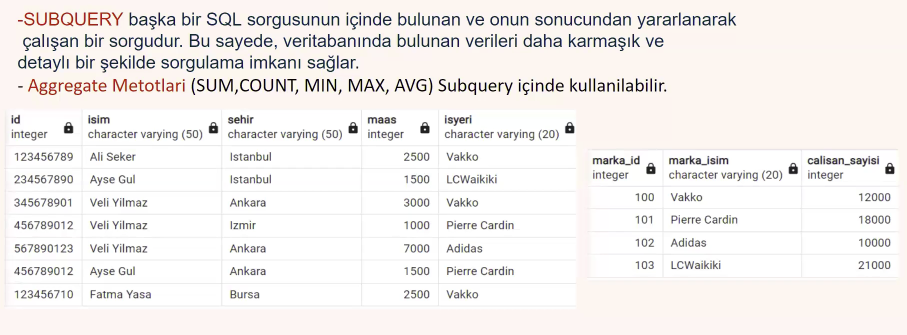 -SUBQUERY başka bir SQL sorgusunun içinde bulunan ve onun sonucundan yararlanarak
çalışan bir sorgudur. Bu sayede, veritabanında bulunan verileri daha karmaşık ve
detaylı bir şekilde sorgulama imkanı sağlar.
- Aggregate Metotlari (SUM,COUNT, MIN, MAX, AVG) Subquery içinde kullanilabilir.
id isim sehir maas isyeri
integer character varying (50) character varying (50) integer character varying (20)
123456789 Ali Seker Istanbul 2500 Vakko
234567890 Ayse Gul Istanbul 1500 LCWaikiki
345678901 Veli Yilmaz Ankara 3000 Vakko
456789012 Veli Yilmaz Izmir 1000 Pierre Cardin
567890123 Veli Yilmaz Ankara 7000 Adidas
456789012 Ayse Gul Ankara 1500 Pierre Cardin
123456710 Fatma Yasa Bursa 2500 Vakko
marka_id marka_isim calisan_sayisi
integer character varying (20) integer
100 Vakko 12000
101 Pierre Cardin 18000
102 Adidas 10000
103 LCWaikiki 21000